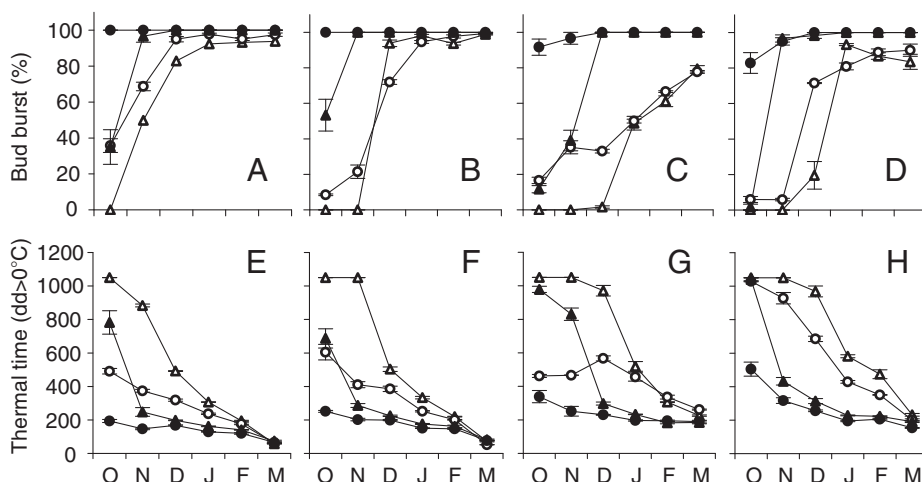 Bud burst (%)
100
80
60
40
20
0
A
B
C
D
Thermal time (dd>0°C)
1200
1000
800
600
400
200
0
E
F
G
H
O N D J F M
O N D J F M
O N D J F M
O N D J F M